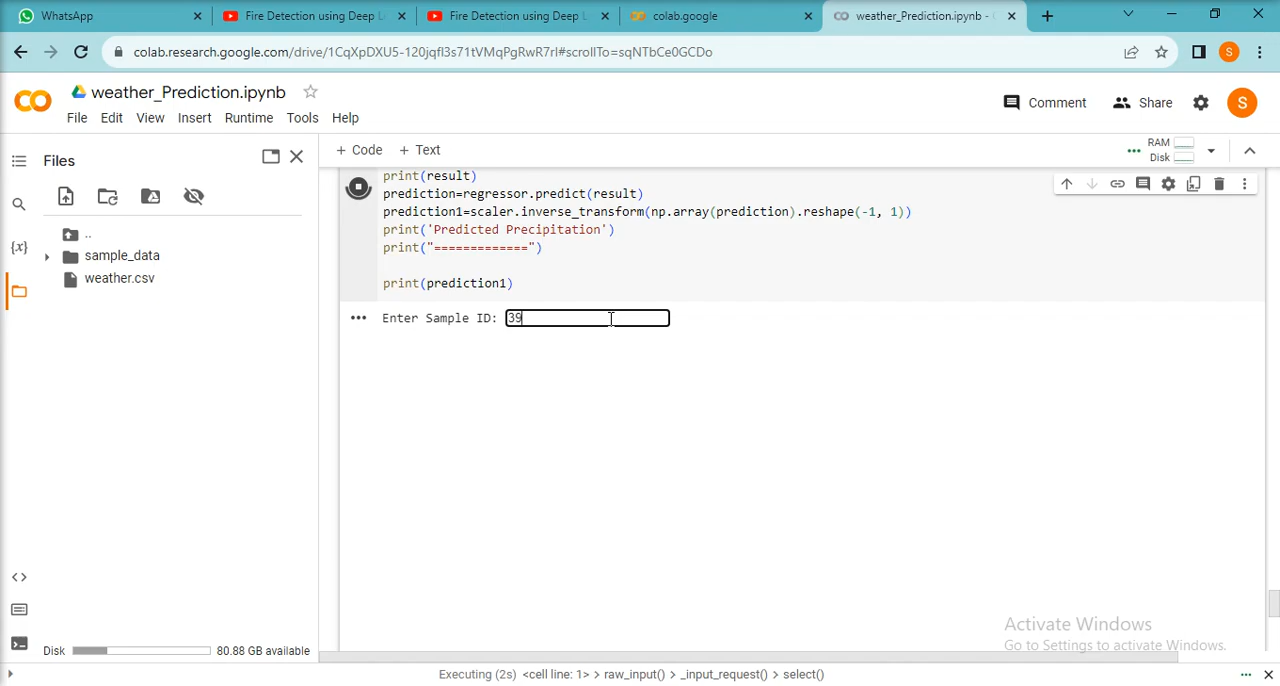 WhatsApp
Fire Detection using Deep L
Fire Detection using Deep L
colab.google
weather_Prediction.ipynb -
colab.research.google.com/drive/1CqXpDXU5-120jqfl3s71tVMqPgRwR7rl#scrollTo=sqNTbCe0GCDo
S
CO
weather_Prediction.ipynb
Comment
Share
S
File Edit View Insert Runtime Tools Help
Files
+ Code + Text
RAM
Disk
..
sample_data
weather.csv
{x}
print(result)
prediction=regressor.predict(result)
prediction1=scaler.inverse_transform(np.array(prediction).reshape(-1, 1))
print('Predicted Precipitation')
print("=============")
print(prediction1)
Enter Sample ID: 39
Activate Windows
Go to Settings to activate Windows.
Disk 80.88 GB available
Executing (2s) <cell line: 1> > raw_input() > _input_request() > select()